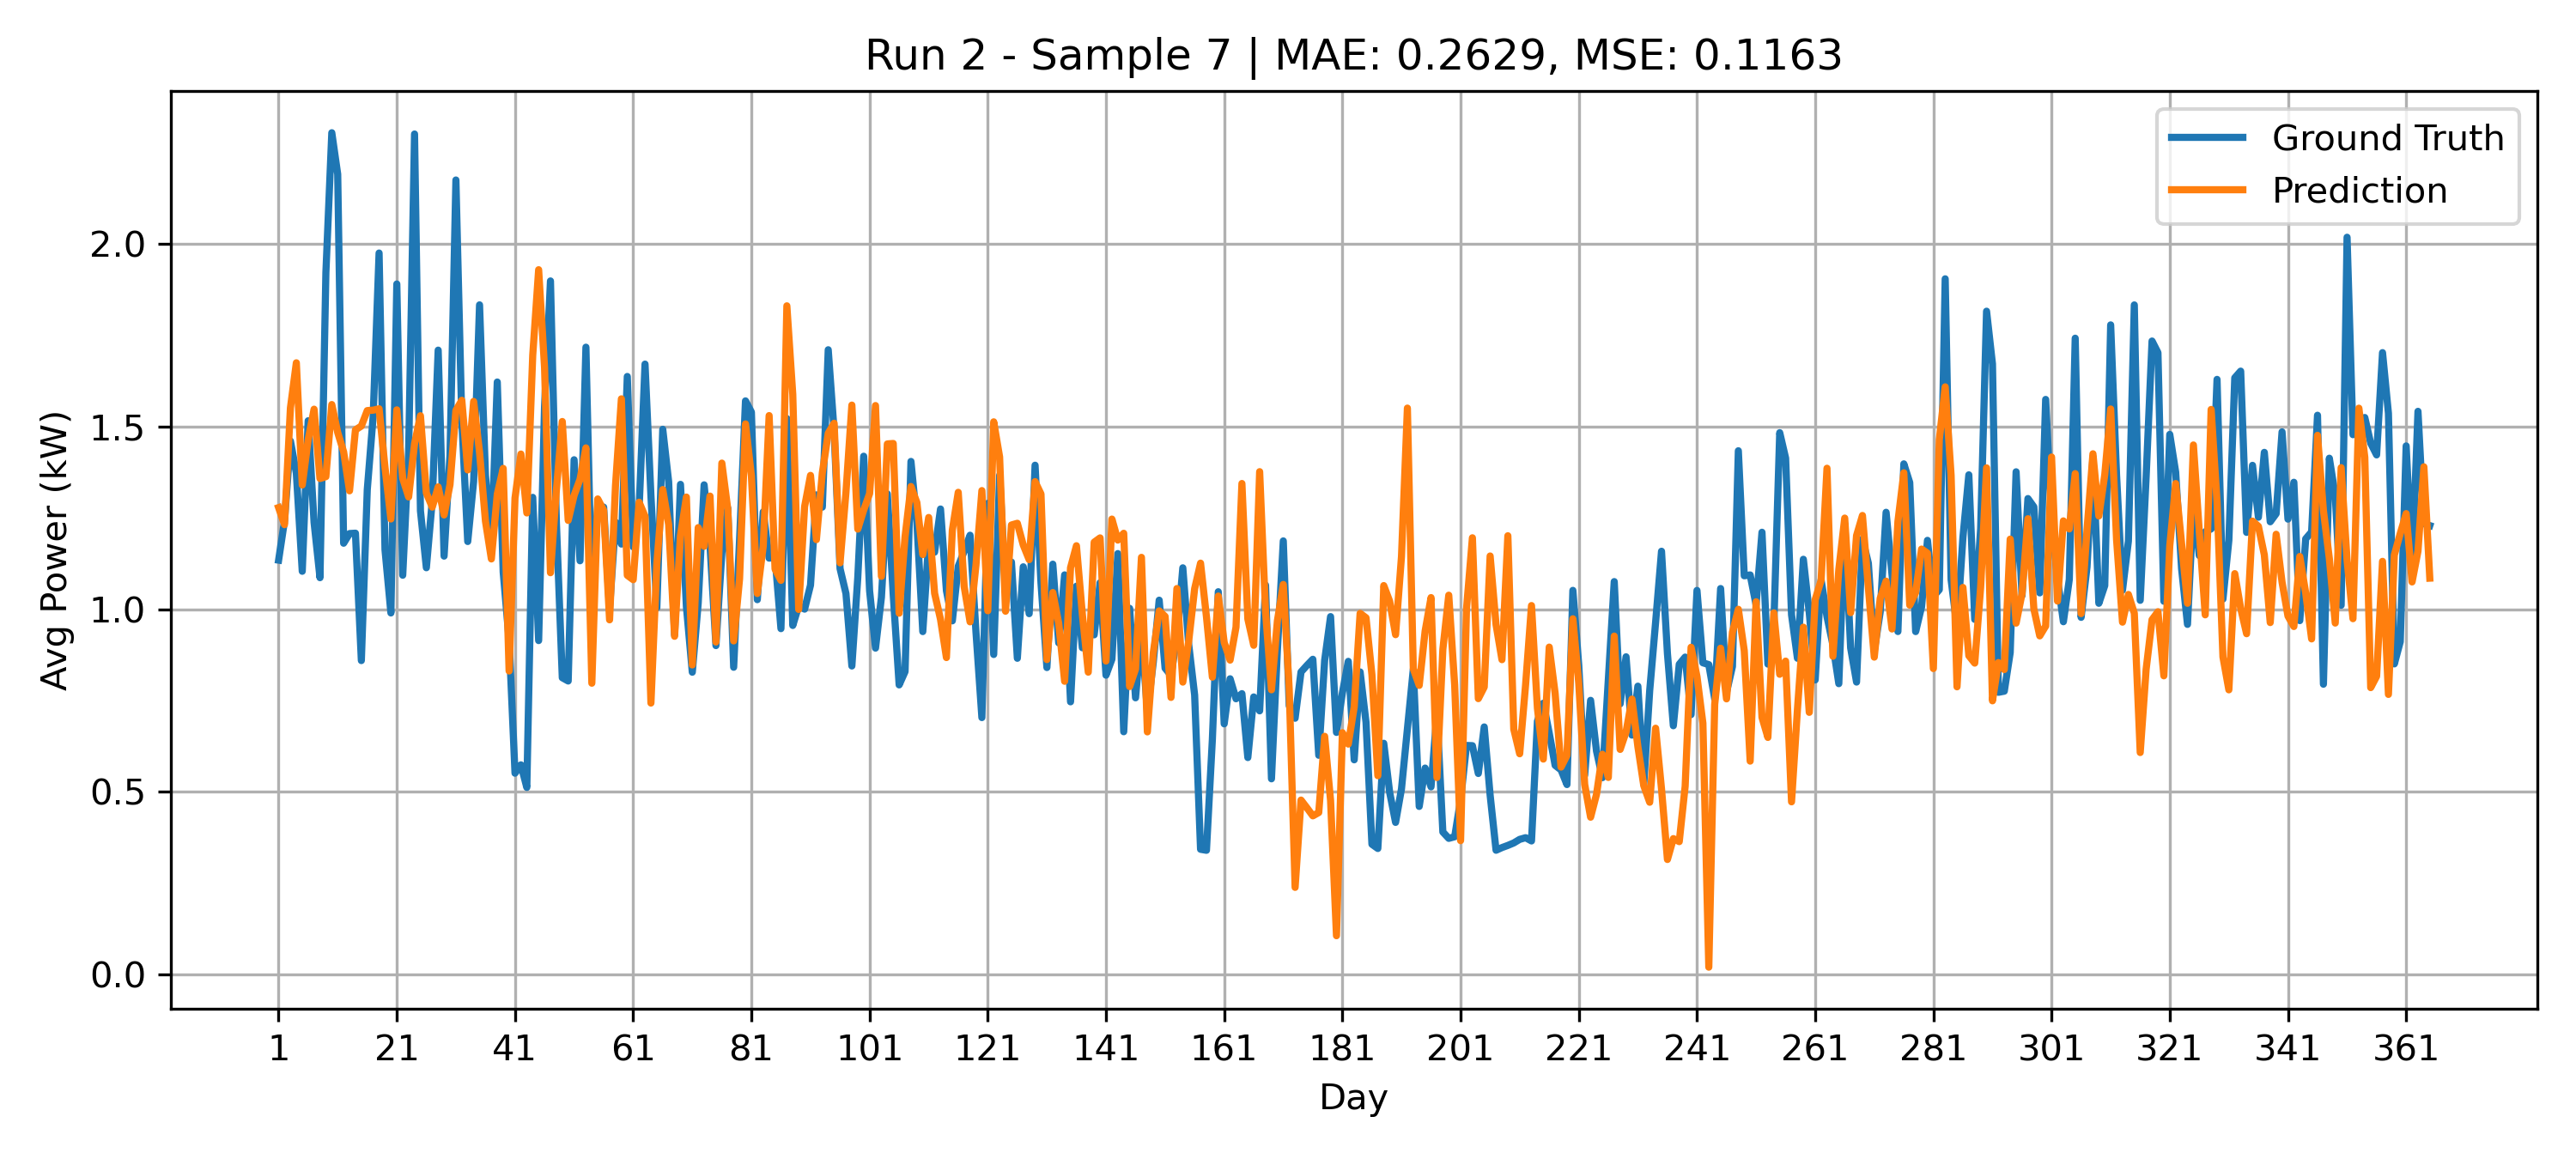 Run 2 - Sample 7 | MAE: 0.2629, MSE: 0.1163
Ground Truth
Prediction
Avg Power (kW)
2.0
1.5
1.0
0.5
0.0
1 21 41 61 81 101 121 141 161 181 201 221 241 261 281 301 321 341 361
Day